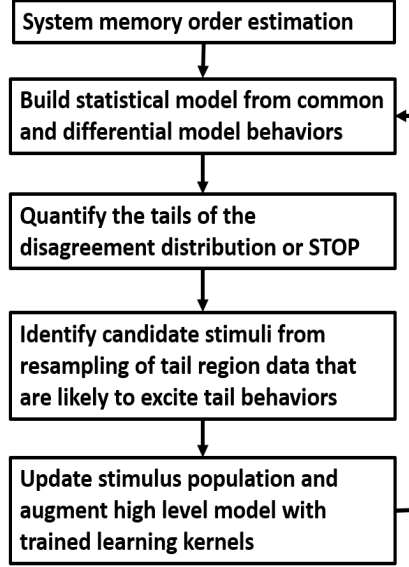 System memory order estimation
Build statistical model from common
and differential model behaviors
Quantify the tails of the
disagreement distribution or STOP
Identify candidate stimuli from
resampling of tail region data that
are likely to excite tail behaviors
Update stimulus population and
augment high level model with
trained learning kernels